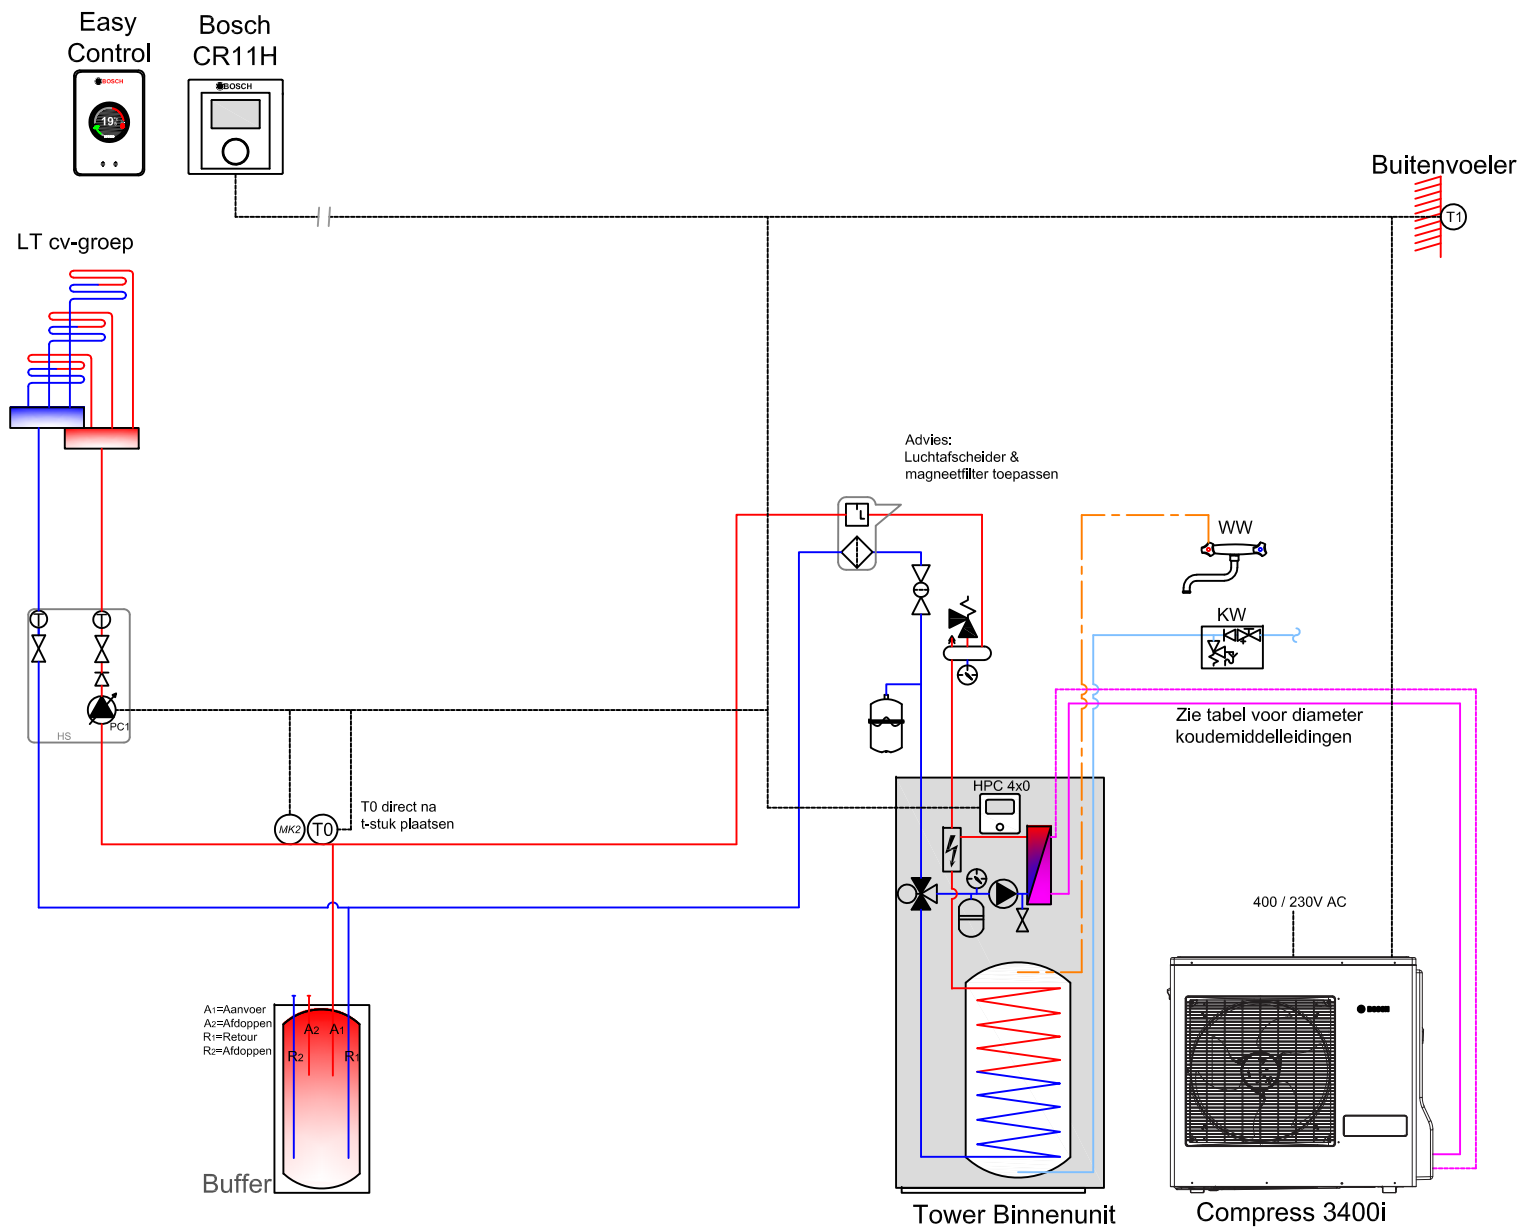 Easy
Control
BOSCH
19
Bosch
CR11H
BOSCH
Buitenvoeler
T1
LT cv-groep
Advies:
Luchtafscheider &
magneetfilter toepassen
L
WW
KW
T
T
PC1
HS
Zie tabel voor diameter
koudemiddelleidingen
HPC 4x0
MK2
T0
T0 direct na
t-stuk plaatsen
400 / 230V AC
BOSCH
A1=Aanvoer
A2=Afdoppen
R1=Retour
R2=Afdoppen
A2
A1
R2
R1
Buffer
Tower Binnenunit
Compress 3400i